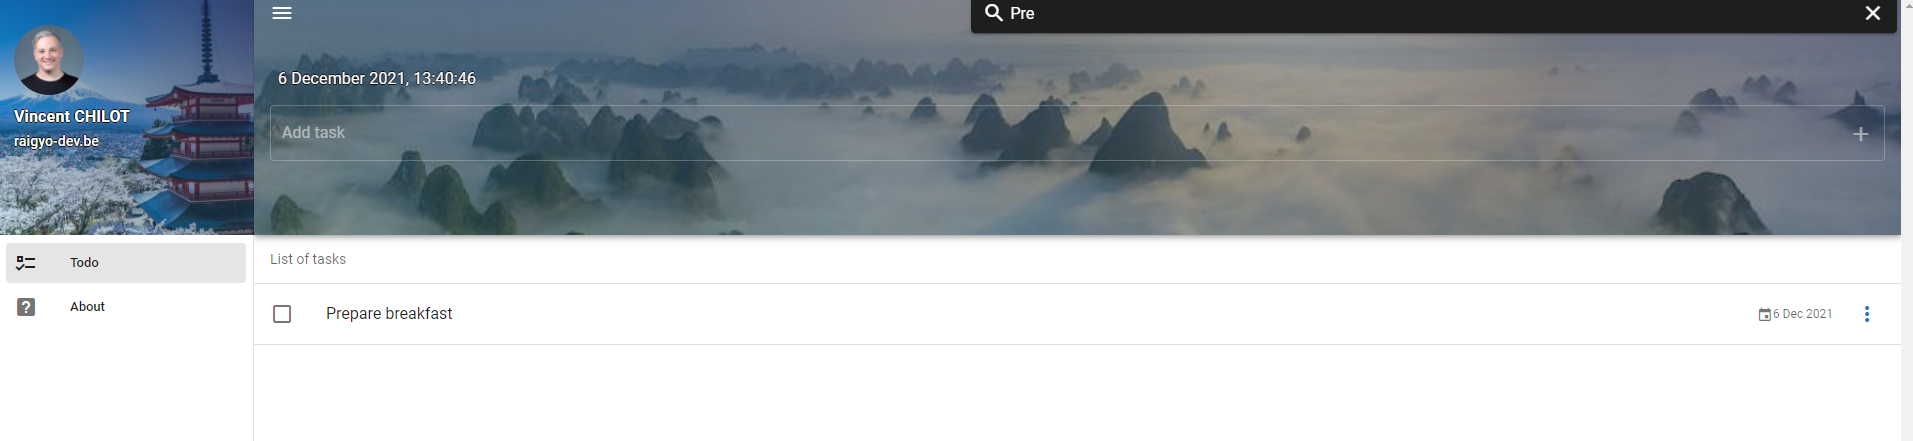 Vincent CHILOT
raigyo-dev.be
Todo
About
Pre
6 December 2021, 13:40:46
Add task
List of tasks
Prepare breakfast
6 Dec 2021